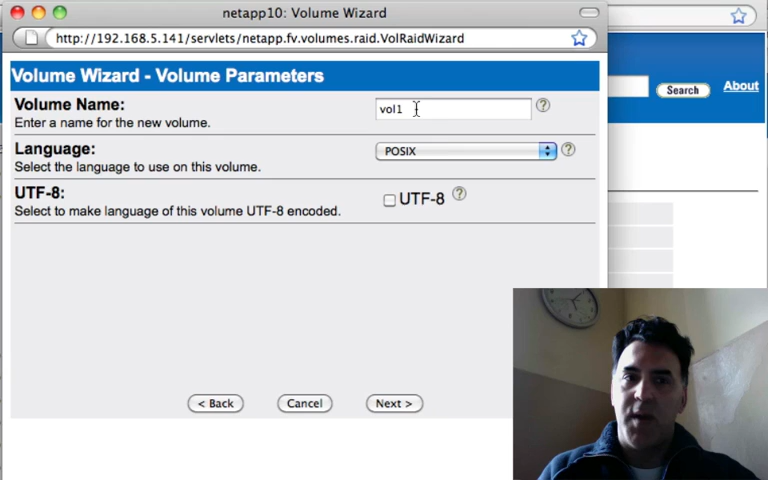 netapp10: Volume Wizard
http://192.168.5.141/servlets/netapp.fv.volumes.raid.VolRaidWizard
Search
About
Volume Wizard - Volume Parameters
Volume Name:
Enter a name for the new volume.
vol1
?
Language:
Select the language to use on this volume.
POSIX
?
UTF-8:
Select to make language of this volume UTF-8 encoded.
UTF-8
?
< Back
Cancel
Next >